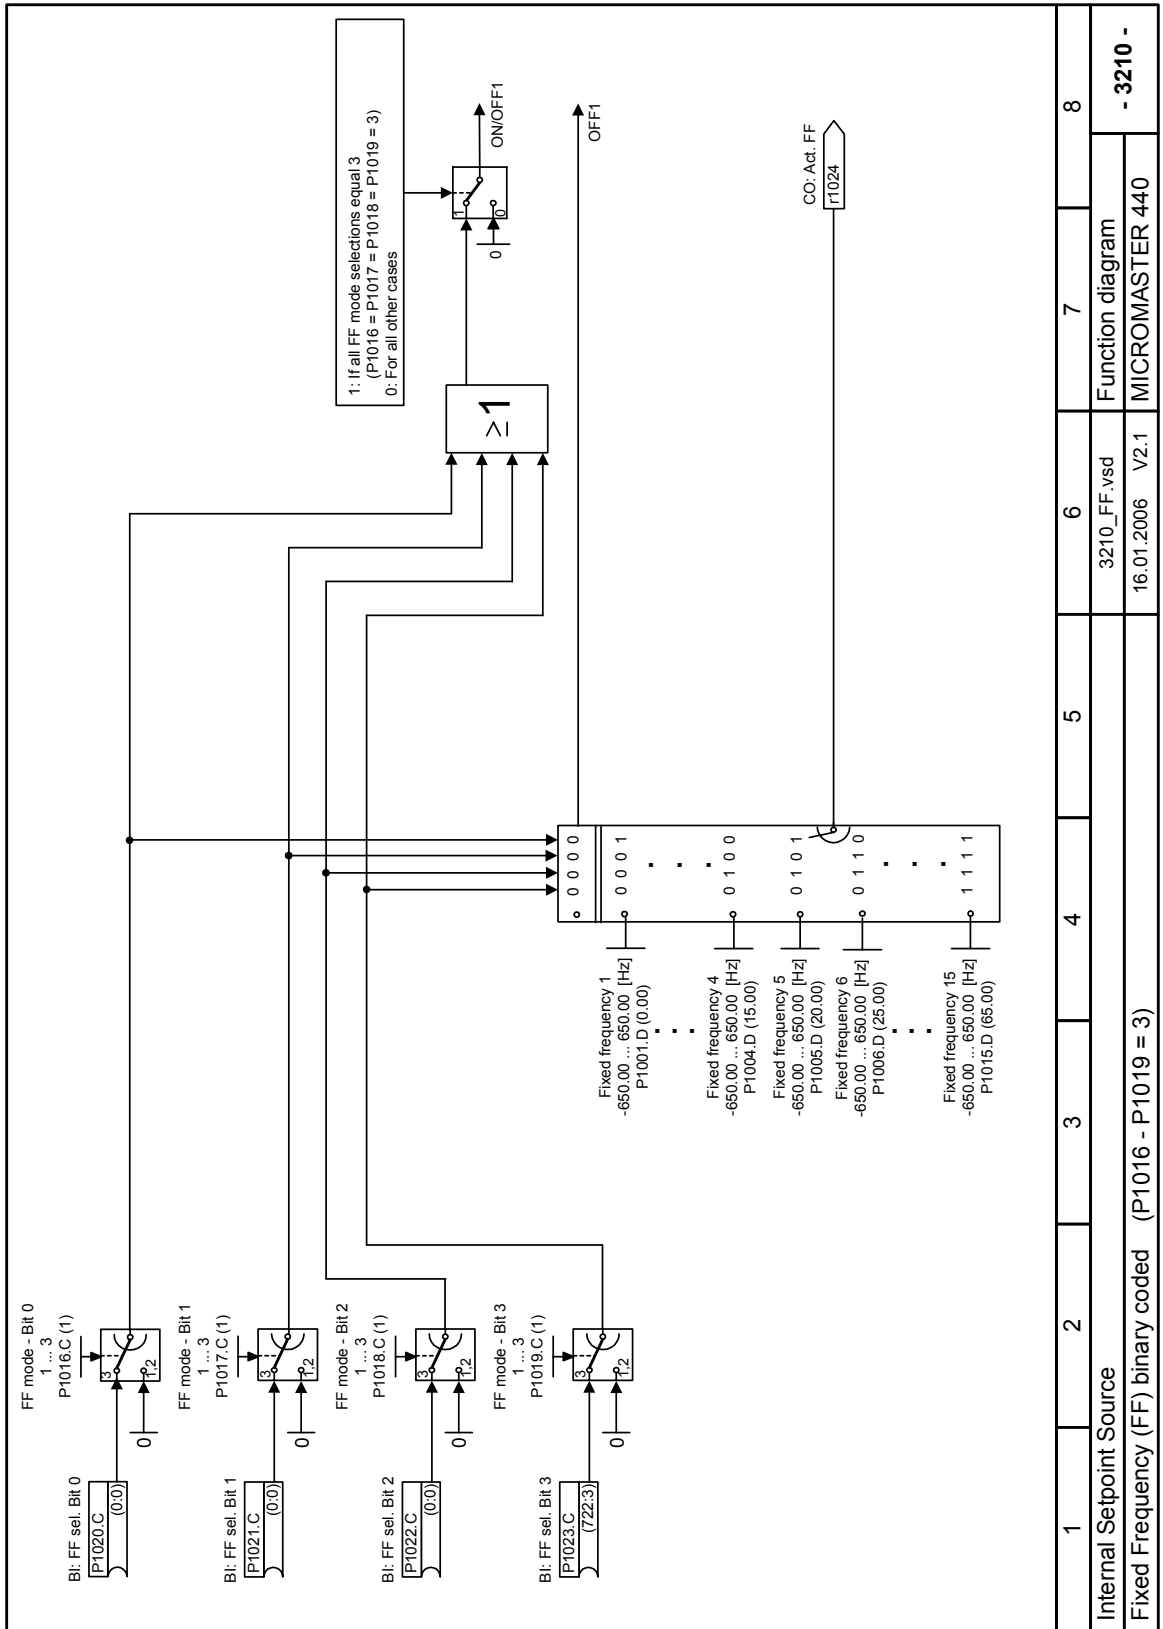 BI: FF sel. Bit 0
P1020.C
(0:0)
FF mode - Bit 0
1 ... 3
P1016.C (1)
3
1,2
0
BI: FF sel. Bit 1
P1021.C
(0:0)
FF mode - Bit 1
1 ... 3
P1017.C (1)
3
1,2
0
BI: FF sel. Bit 2
P1022.C
(0:0)
FF mode - Bit 2
1 ... 3
P1018.C (1)
3
1,2
0
BI: FF sel. Bit 3
P1023.C
(722:3)
FF mode - Bit 3
1 ... 3
P1019.C (1)
3
1,2
0
1: If all FF mode selections equal 3
(P1016 = P1017 = P1018 = P1019 = 3)
0: For all other cases
≥1
1
0
0
ON/OFF1
OFF1
0 0 0 0
Fixed frequency 1
-650.00 ... 650.00 [Hz]
P1001.D (0.00)
0 0 0 1
. . .
. . .
Fixed frequency 4
-650.00 ... 650.00 [Hz]
P1004.D (15.00)
0 1 0 0
Fixed frequency 5
-650.00 ... 650.00 [Hz]
P1005.D (20.00)
0 1 0 1
Fixed frequency 6
-650.00 ... 650.00 [Hz]
P1006.D (25.00)
0 1 1 0
. . .
. . .
Fixed frequency 15
-650.00 ... 650.00 [Hz]
P1015.D (65.00)
1 1 1 1
CO: Act. FF
r1024
1 2 3 4 5 6 7 8
Internal Setpoint Source
3210_FF.vsd
Function diagram
- 3210 -
Fixed Frequency (FF) binary coded (P1016 - P1019 = 3)
16.01.2006 V2.1
MICROMASTER 440